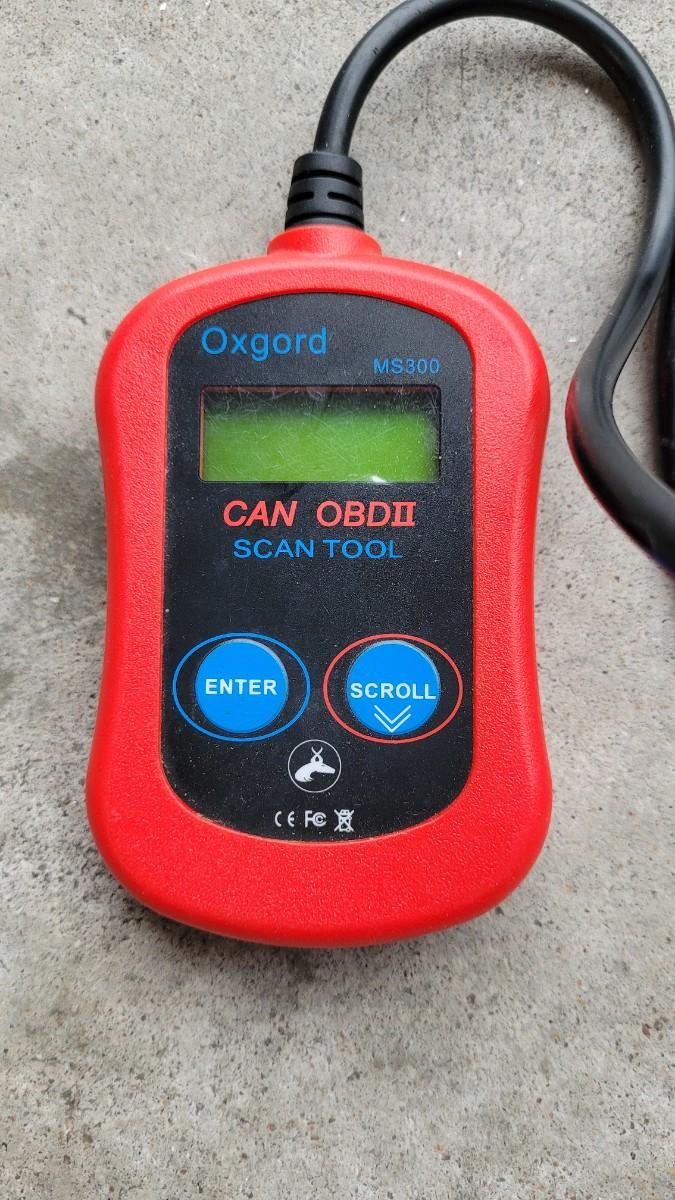 Oxgord
MS300
CAN OBDII
SCAN TOOL
ENTER
SCROLL
CE FC